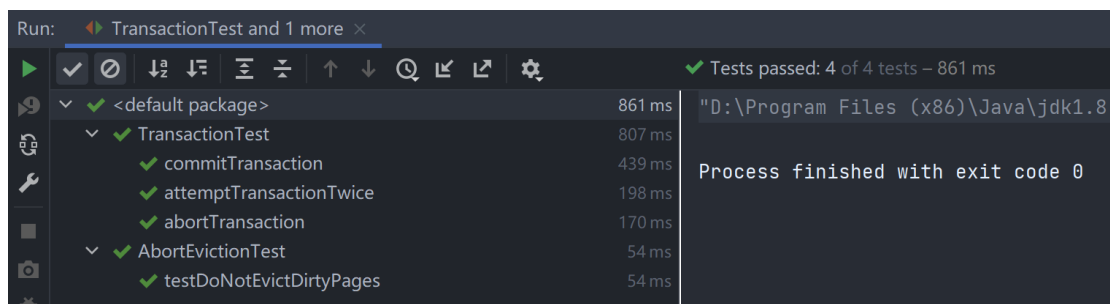 Run: TransactionTest and 1 more ×
Tests passed: 4 of 4 tests – 861 ms
<default package> 861 ms
TransactionTest 807 ms
commitTransaction 439 ms
attemptTransactionTwice 198 ms
abortTransaction 170 ms
AbortEvictionTest 54 ms
testDoNotEvictDirtyPages 54 ms
"D:\Program Files (x86)\Java\jdk1.8
Process finished with exit code 0